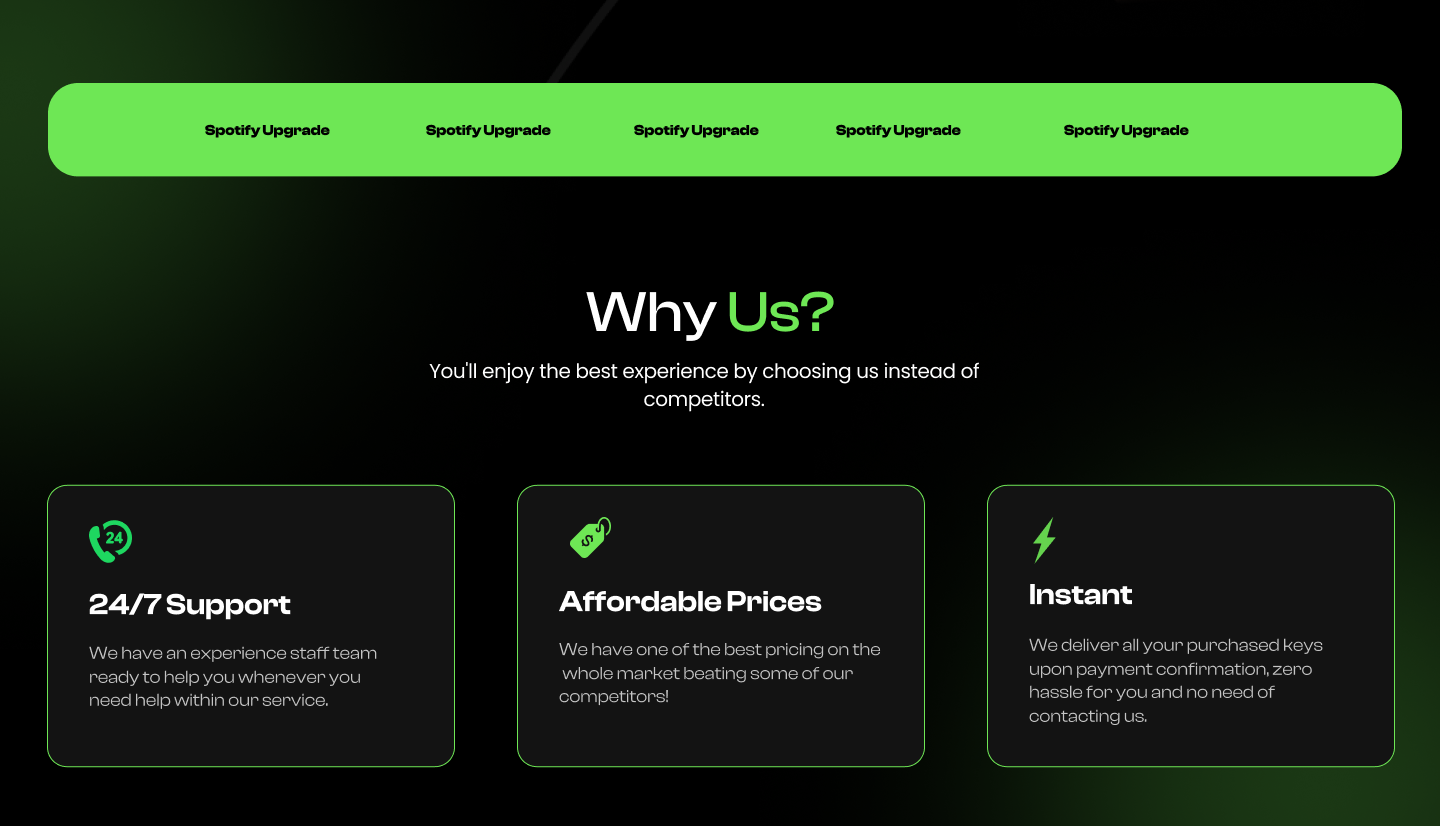 Spotify Upgrade Spotify Upgrade Spotify Upgrade Spotify Upgrade Spotify Upgrade
Why Us?
You'll enjoy the best experience by choosing us instead of
competitors.
24
24/7 Support
We have an experience staff team
ready to help you whenever you
need help within our service.
$
Affordable Prices
We have one of the best pricing on the
whole market beating some of our
competitors!
Instant
We deliver all your purchased keys
upon payment confirmation, zero
hassle for you and no need of
contacting us.